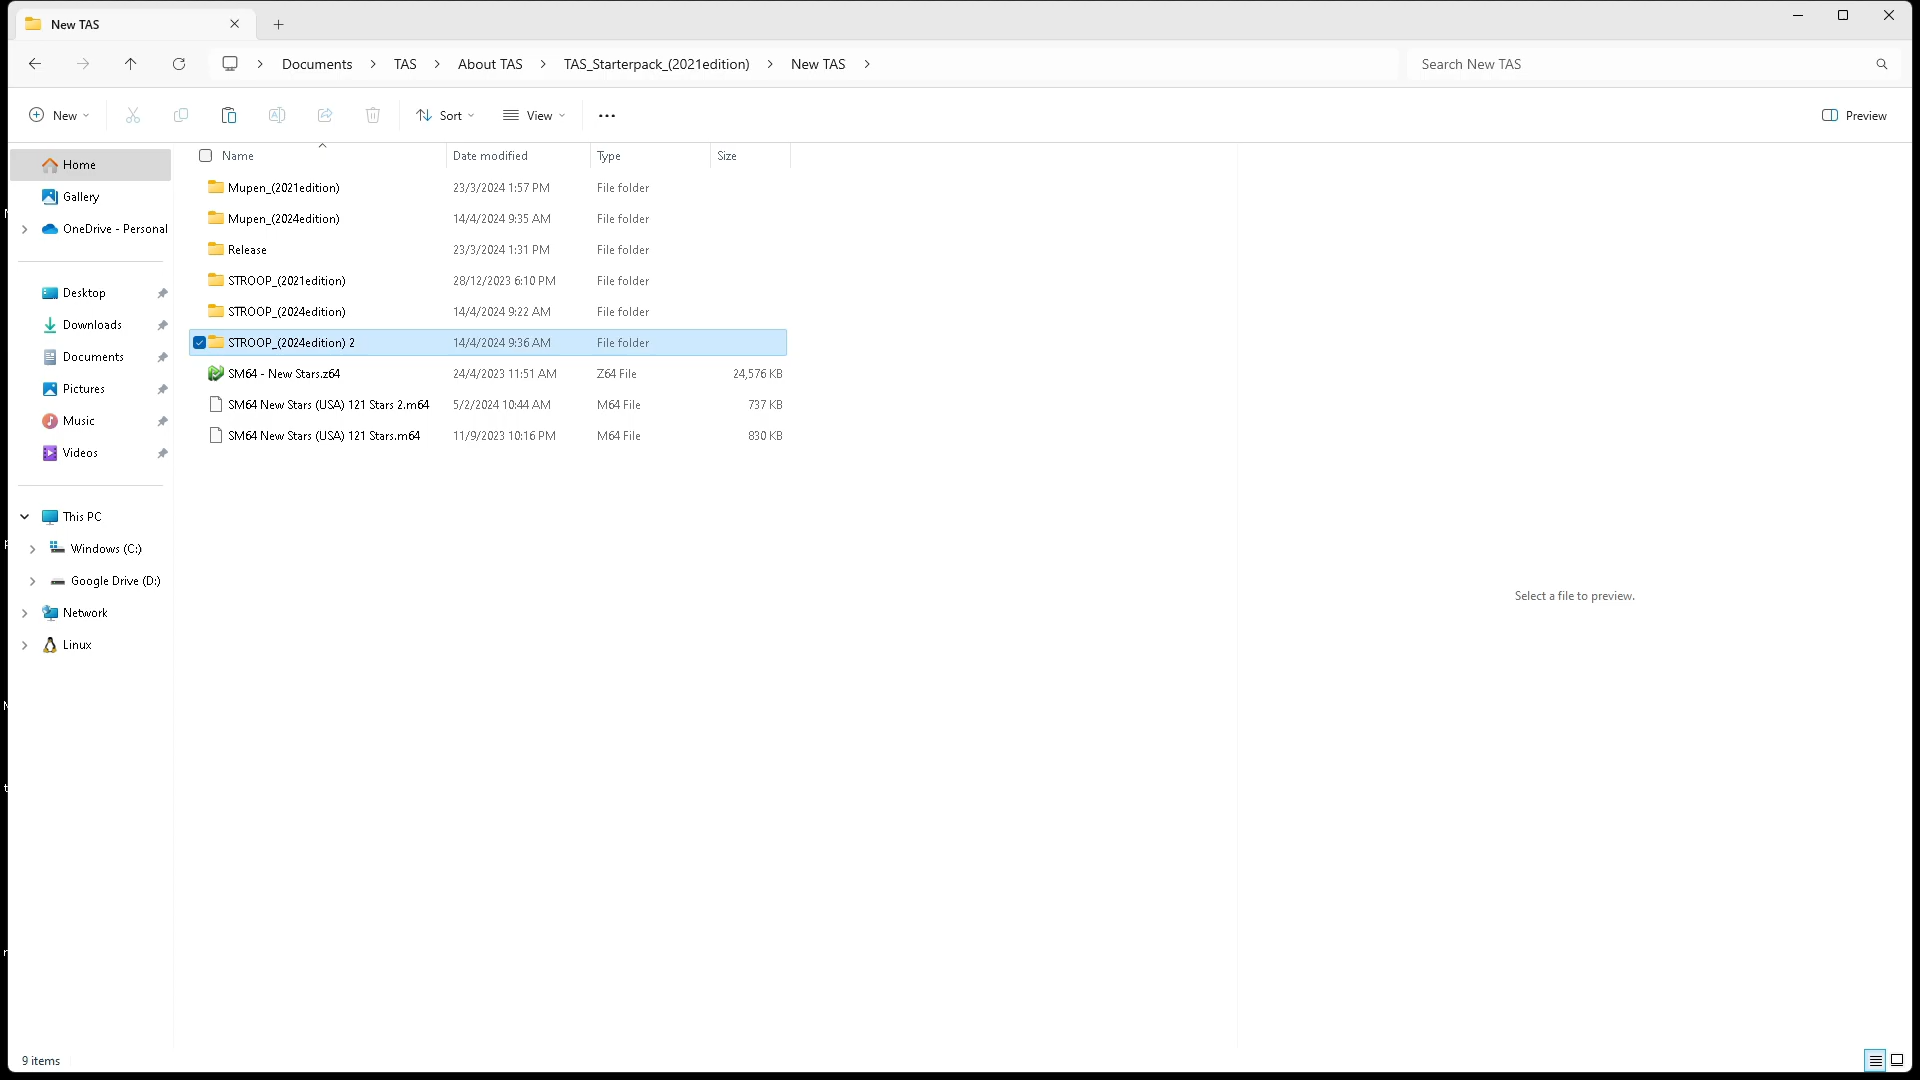 New TAS
Documents > TAS > About TAS > TAS_Starterpack_(2021edition) > New TAS >
Search New TAS
New
Sort
View
Preview
Home
Gallery
OneDrive - Personal
Desktop
Downloads
Documents
Pictures
Music
Videos
This PC
Windows (C:)
Google Drive (D:)
Network
Linux
Name Date modified Type Size
Mupen_(2021edition) 23/3/2024 1:57 PM File folder
Mupen_(2024edition) 14/4/2024 9:35 AM File folder
Release 23/3/2024 1:31 PM File folder
STROOP_(2021edition) 28/12/2023 6:10 PM File folder
STROOP_(2024edition) 14/4/2024 9:22 AM File folder
STROOP_(2024edition) 2 14/4/2024 9:36 AM File folder
SM64 - New Stars.z64 24/4/2023 11:51 AM Z64 File 24,576 KB
SM64 New Stars (USA) 121 Stars 2.m64 5/2/2024 10:44 AM M64 File 737 KB
SM64 New Stars (USA) 121 Stars.m64 11/9/2023 10:16 PM M64 File 830 KB
Select a file to preview.
9 items